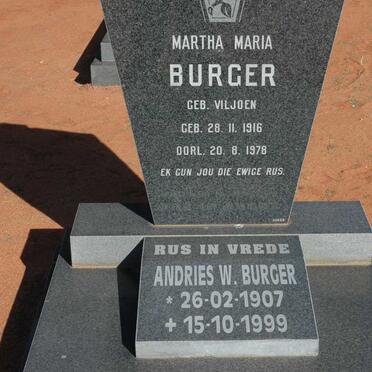 MARTHA MARIA
BURGER
GEB. VILJOEN
GEB. 28. 11. 1916
OORL. 20. 8. 1978
EK GUN JOU DIE EWIGE RUS.
RUS IN VREDE
ANDRIES W. BURGER
* 26-02-1907
+ 15-10-1999